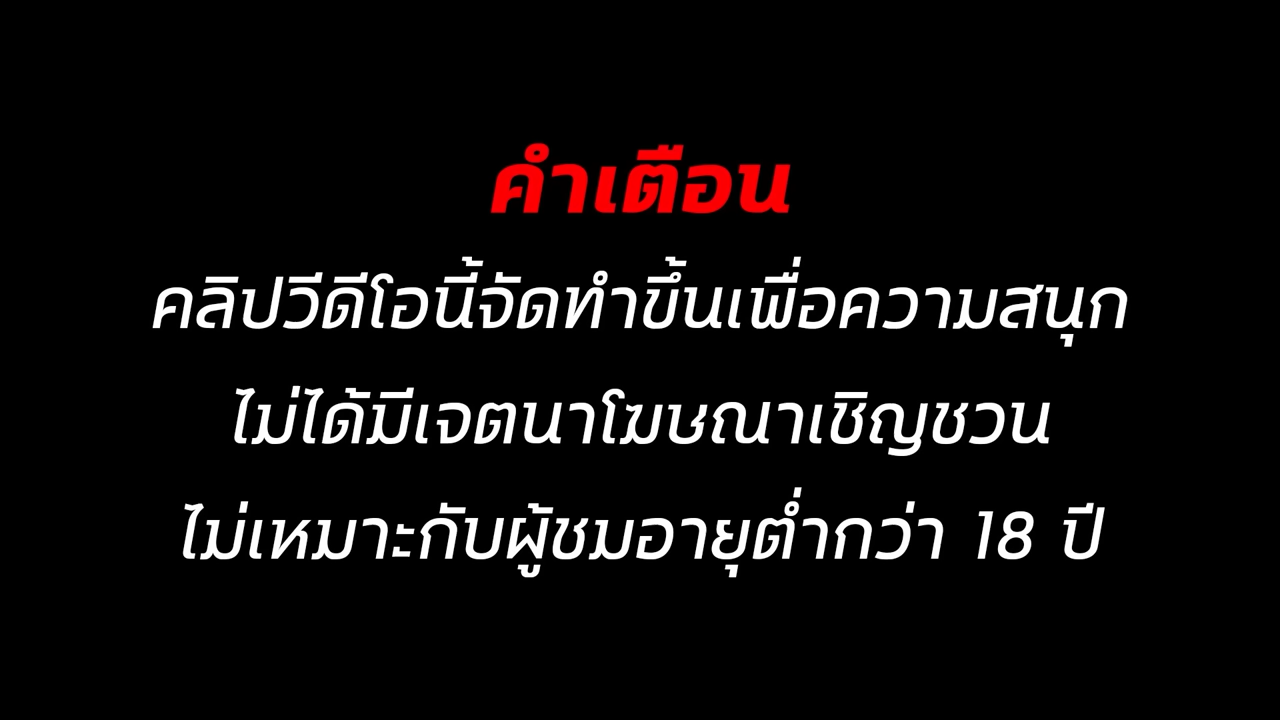 คำเตือน
คลิปวีดีโอนี้จัดทำขึ้นเพื่อความสนุก
ไม่ได้มีเจตนาโฆษณาเชิญชวน
ไม่เหมาะกับผู้ชมอายุต่ำกว่า 18 ปี